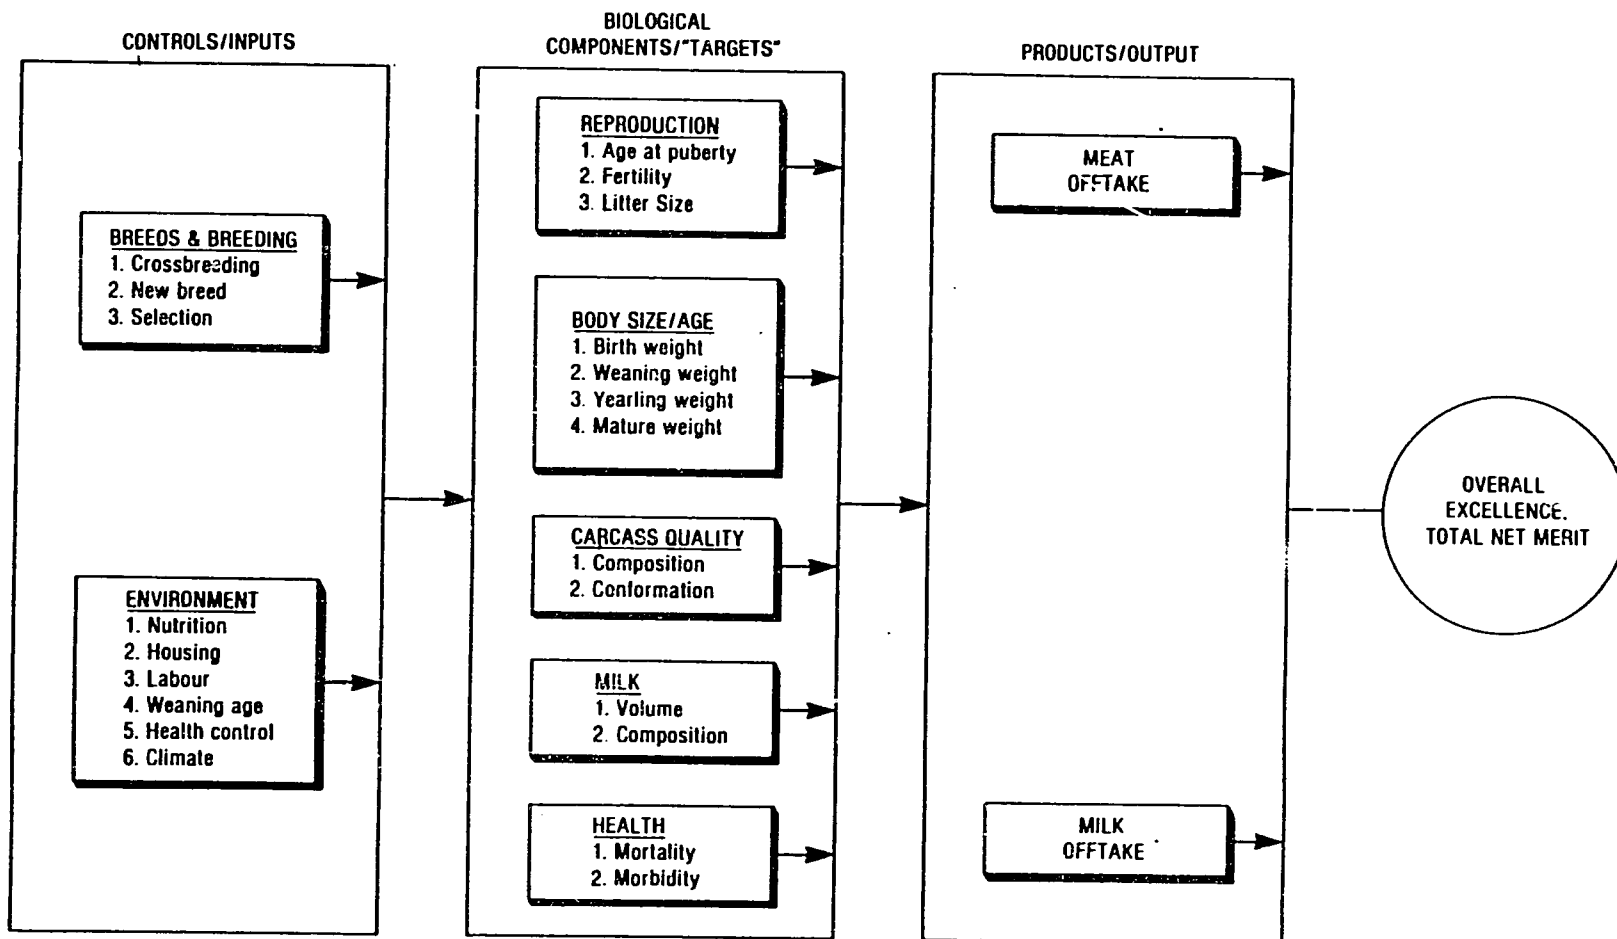 CONTROLS/INPUTS
BREEDS & BREEDING
1. Crossbreeding
2. New breed
3. Selection
ENVIRONMENT
1. Nutrition
2. Housing
3. Labour
4. Weaning age
5. Health control
6. Climate
BIOLOGICAL
COMPONENTS/"TARGETS"
REPRODUCTION
1. Age at puberty
2. Fertility
3. Litter Size
BODY SIZE/AGE
1. Birth weight
2. Weaning weight
3. Yearling weight
4. Mature weight
CARCASS QUALITY
1. Composition
2. Conformation
MILK
1. Volume
2. Composition
HEALTH
1. Mortality
2. Morbidity
PRODUCTS/OUTPUT
MEAT
OFFTAKE
MILK
OFFTAKE
OVERALL
EXCELLENCE.
TOTAL NET MERIT